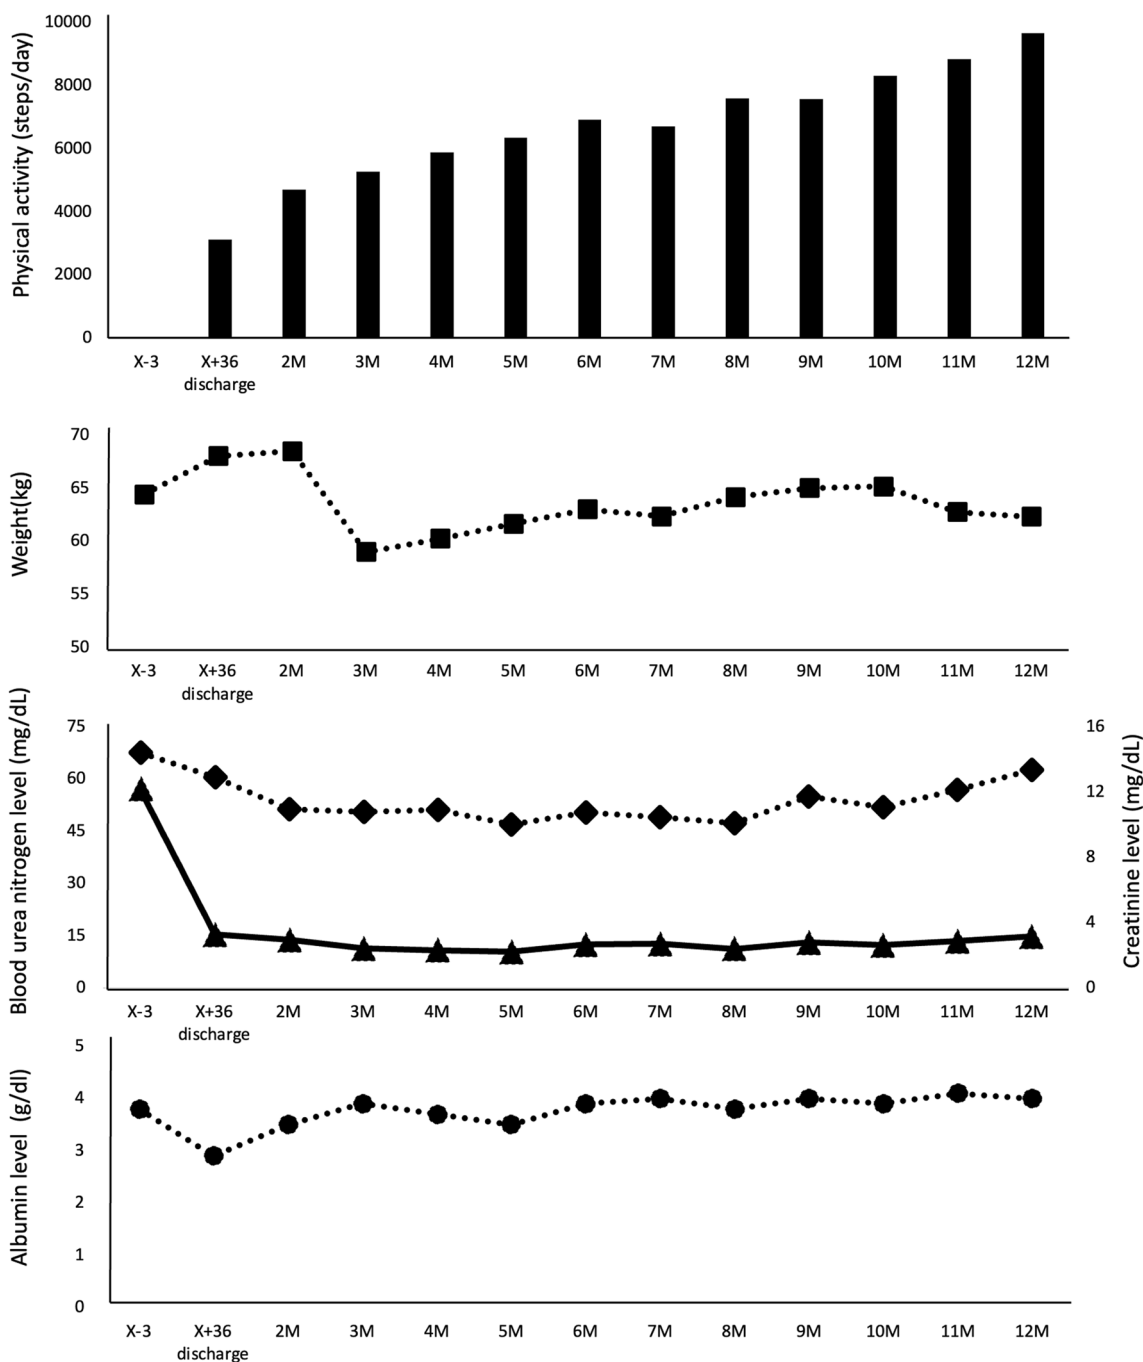 Physical activity (steps/day)
10000
8000
6000
4000
2000
0
X-3 X+36 2M 3M 4M 5M 6M 7M 8M 9M 10M 11M 12M
discharge
Weight(kg)
70
65
60
55
50
X-3 X+36 2M 3M 4M 5M 6M 7M 8M 9M 10M 11M 12M
discharge
Blood urea nitrogen level (mg/dL)
75
60
45
30
15
0
Creatinine level (mg/dL)
16
12
8
4
0
X-3 X+36 2M 3M 4M 5M 6M 7M 8M 9M 10M 11M 12M
discharge
Albumin level (g/dl)
5
4
3
2
1
0
X-3 X+36 2M 3M 4M 5M 6M 7M 8M 9M 10M 11M 12M
discharge